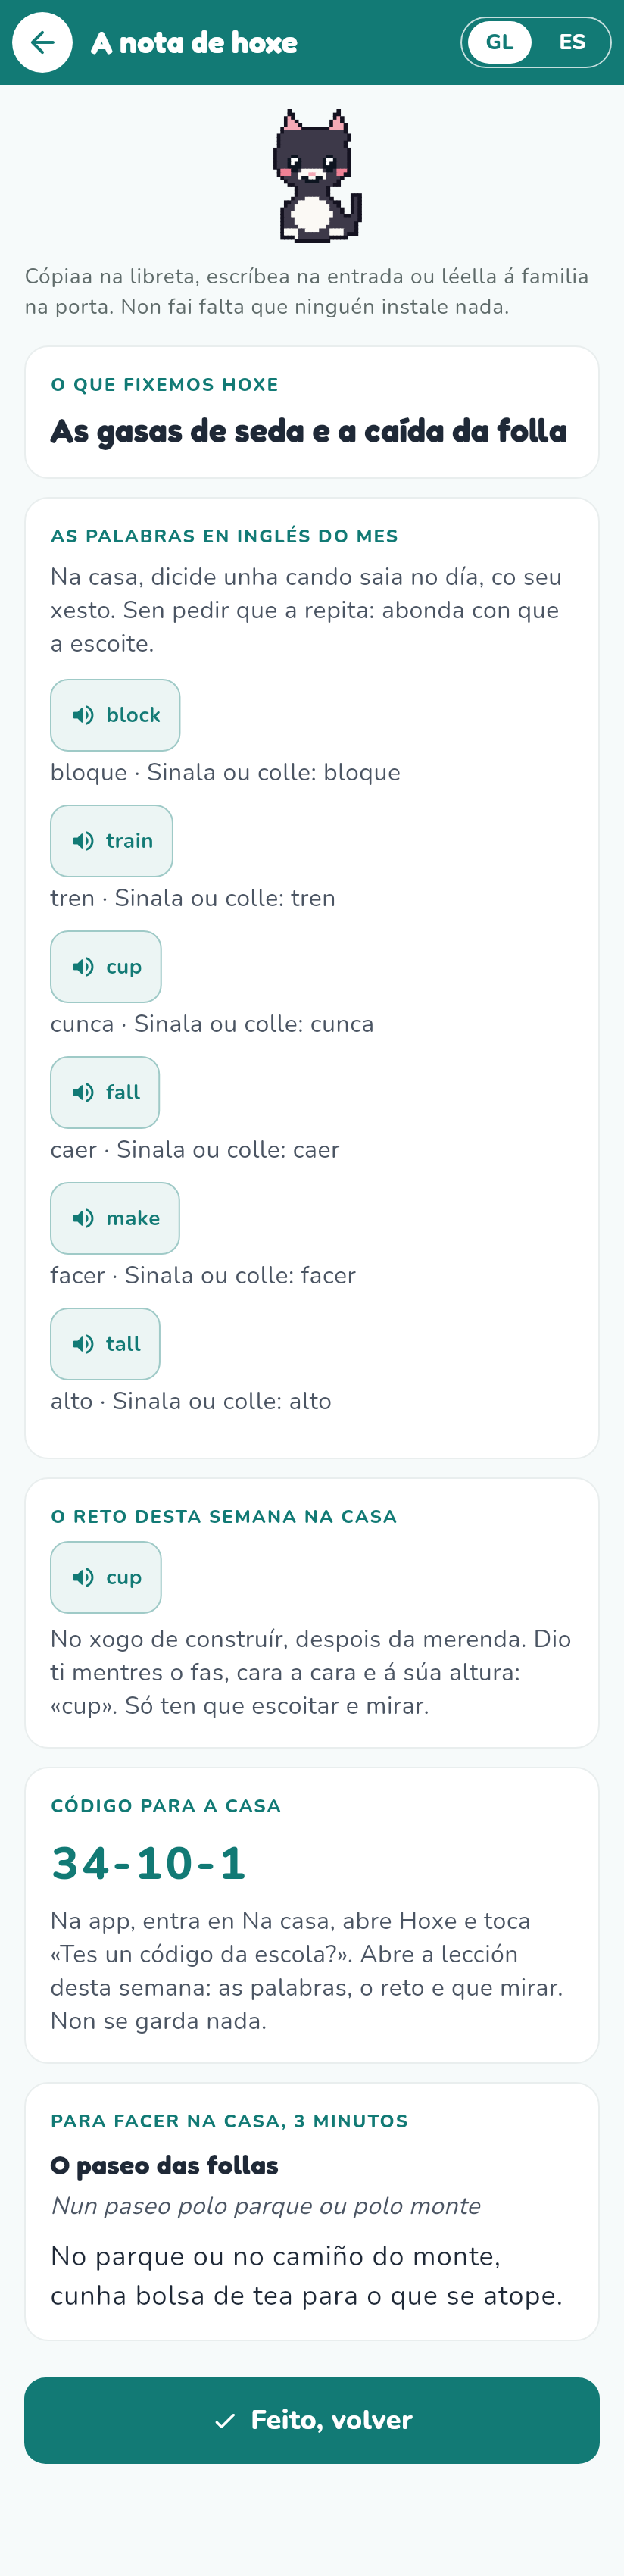 A nota de hoxe
GL ES
Cópiaa na libreta, escríbea na entrada ou léella á familia
na porta. Non fai falta que ninguén instale nada.
O QUE FIXEMOS HOXE
As gasas de seda e a caída da folla
AS PALABRAS EN INGLÉS DO MES
Na casa, dicide unha cando saia no día, co seu
xesto. Sen pedir que a repita: abonda con que
a escoite.
block
bloque · Sinala ou colle: bloque
train
tren · Sinala ou colle: tren
cup
cunca · Sinala ou colle: cunca
fall
caer · Sinala ou colle: caer
make
facer · Sinala ou colle: facer
tall
alto · Sinala ou colle: alto
O RETO DESTA SEMANA NA CASA
cup
No xogo de construír, despois da merenda. Dio
ti mentres o fas, cara a cara e á súa altura:
«cup». Só ten que escoitar e mirar.
CÓDIGO PARA A CASA
34-10-1
Na app, entra en Na casa, abre Hoxe e toca
«Tes un código da escola?». Abre a lección
desta semana: as palabras, o reto e que mirar.
Non se garda nada.
PARA FACER NA CASA, 3 MINUTOS
O paseo das follas
Nun paseo polo parque ou polo monte
No parque ou no camiño do monte,
cunha bolsa de tea para o que se atope.
Feito, volver